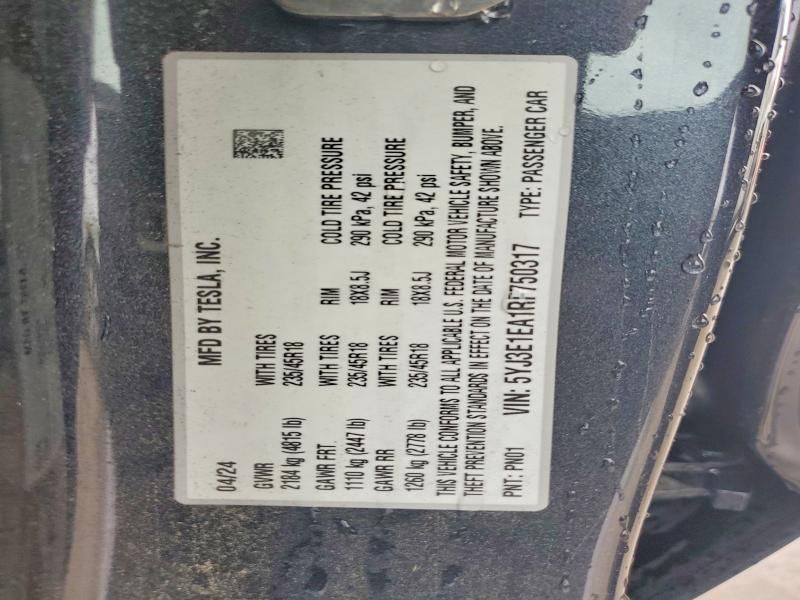 MFD BY TESLA, INC.
04/24
GVWR WITH TIRES RIM COLD TIRE PRESSURE
2184 kg (4815 lb) 235/45R18 18X8.5J 290 kPa, 42 psi
GAWR FRT. WITH TIRES RIM COLD TIRE PRESSURE
1110 kg (2447 lb) 235/45R18 18X8.5J 290 kPa, 42 psi
GAWR RR WITH TIRES
1260 kg (2778 lb) 235/45R18
THIS VEHICLE CONFORMS TO ALL APPLICABLE U.S. FEDERAL MOTOR VEHICLE SAFETY, BUMPER, AND
THEFT PREVENTION STANDARDS IN EFFECT ON THE DATE OF MANUFACTURE SHOWN ABOVE.
PNT: PN01 VIN: 5YJ3E1EA1RF750317 TYPE: PASSENGER CAR